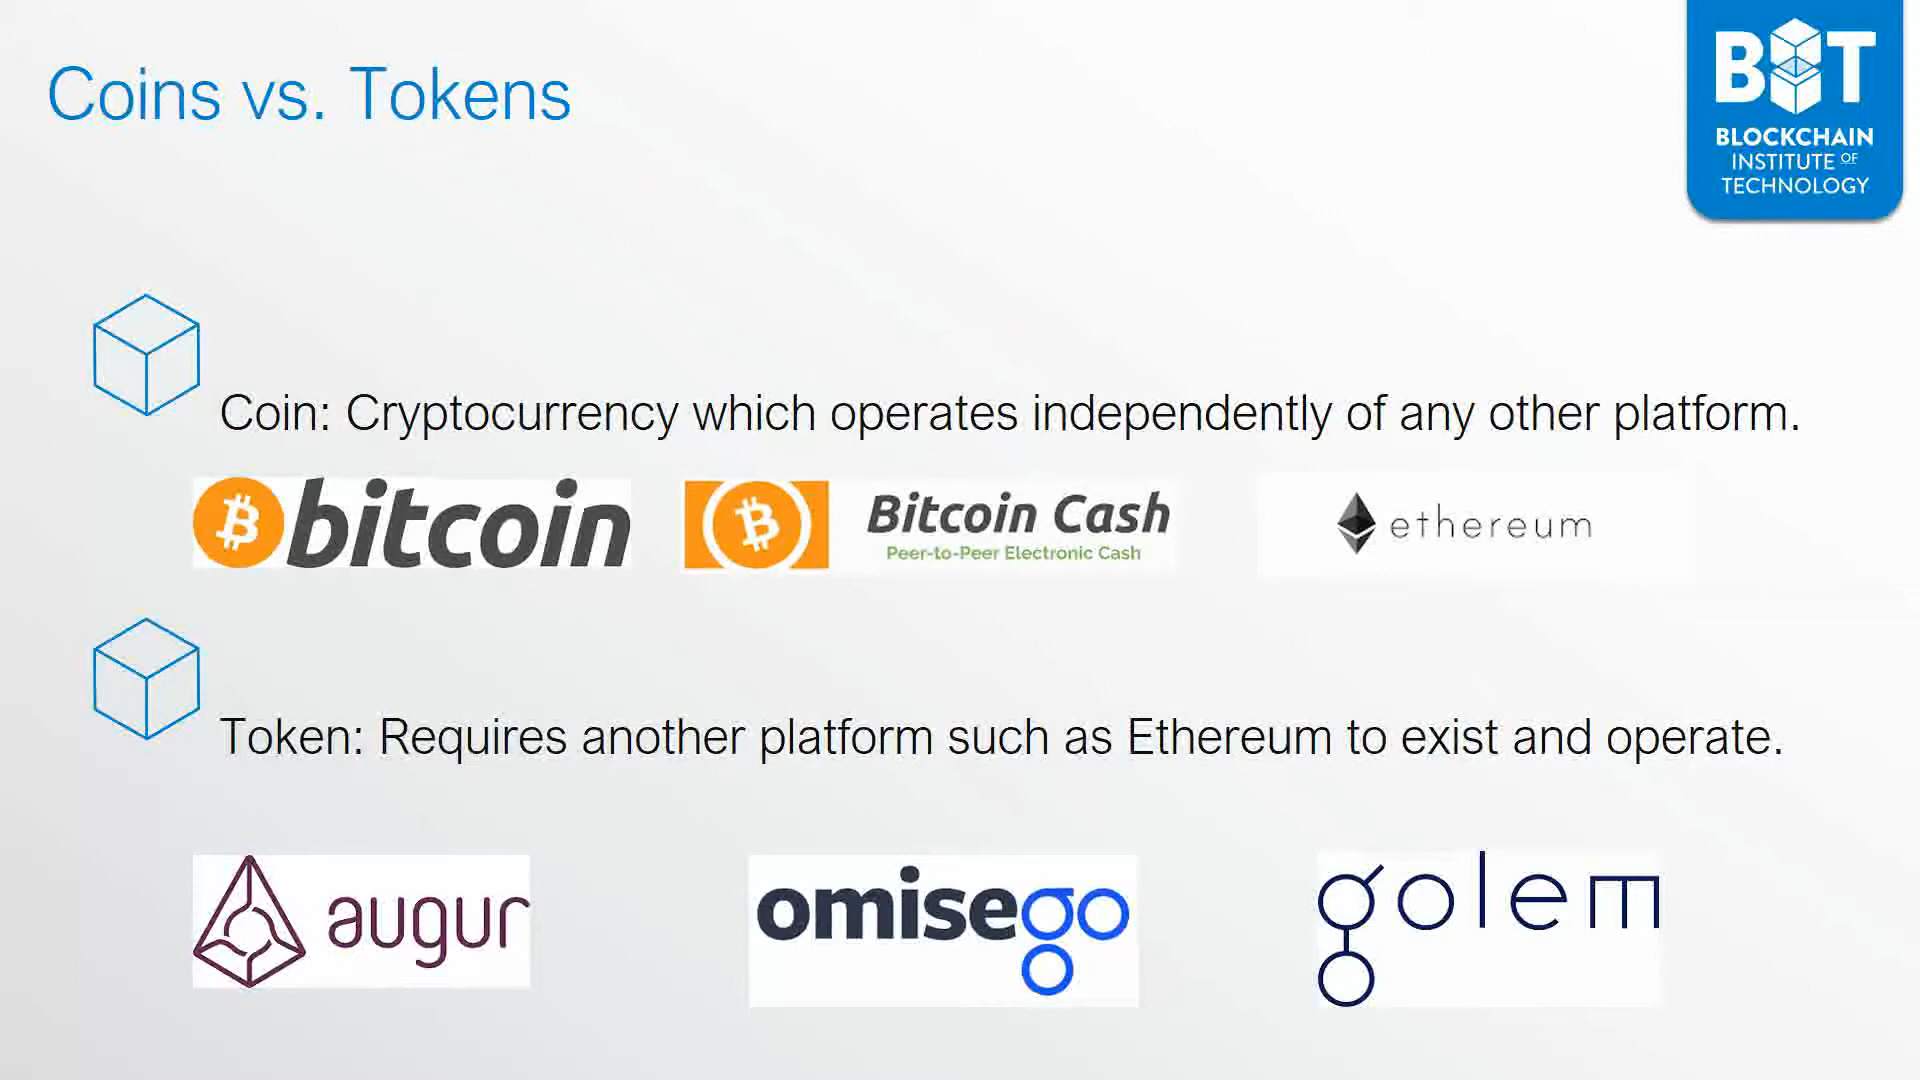 Coins vs. Tokens
BIT
BLOCKCHAIN
INSTITUTE OF
TECHNOLOGY
Coin: Cryptocurrency which operates independently of any other platform.
bitcoin
Bitcoin Cash
Peer-to-Peer Electronic Cash
ethereum
Token: Requires another platform such as Ethereum to exist and operate.
augur
omisego
golem